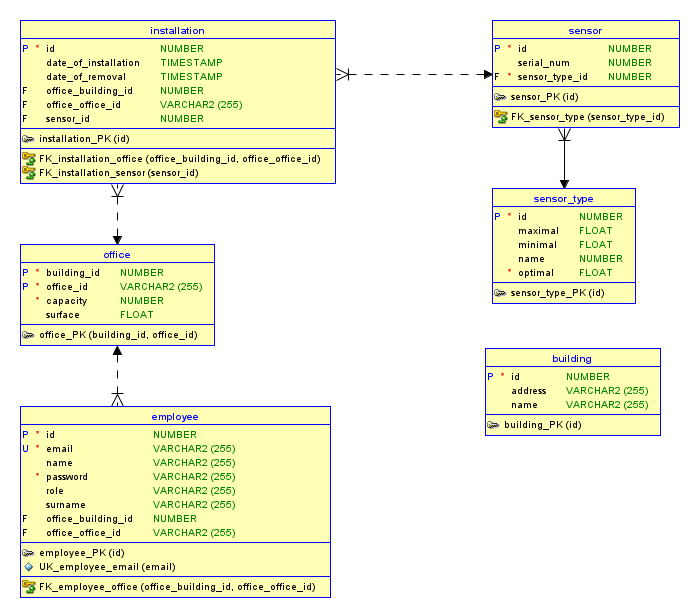 installation
P * id NUMBER
date_of_installation TIMESTAMP
date_of_removal TIMESTAMP
F office_building_id NUMBER
F office_office_id VARCHAR2 (255)
F sensor_id NUMBER
installation_PK (id)
FK_installation_office (office_building_id, office_office_id)
FK_installation_sensor (sensor_id)
sensor
P * id NUMBER
serial_num NUMBER
F * sensor_type_id NUMBER
sensor_PK (id)
FK_sensor_type (sensor_type_id)
sensor_type
P * id NUMBER
maximal FLOAT
minimal FLOAT
name NUMBER
* optimal FLOAT
sensor_type_PK (id)
office
P * building_id NUMBER
P * office_id VARCHAR2 (255)
* capacity NUMBER
surface FLOAT
office_PK (building_id, office_id)
building
P * id NUMBER
address VARCHAR2 (255)
name VARCHAR2 (255)
building_PK (id)
employee
P * id NUMBER
U * email VARCHAR2 (255)
name VARCHAR2 (255)
* password VARCHAR2 (255)
role VARCHAR2 (255)
surname VARCHAR2 (255)
F office_building_id NUMBER
F office_office_id VARCHAR2 (255)
employee_PK (id)
UK_employee_email (email)
FK_employee_office (office_building_id, office_office_id)